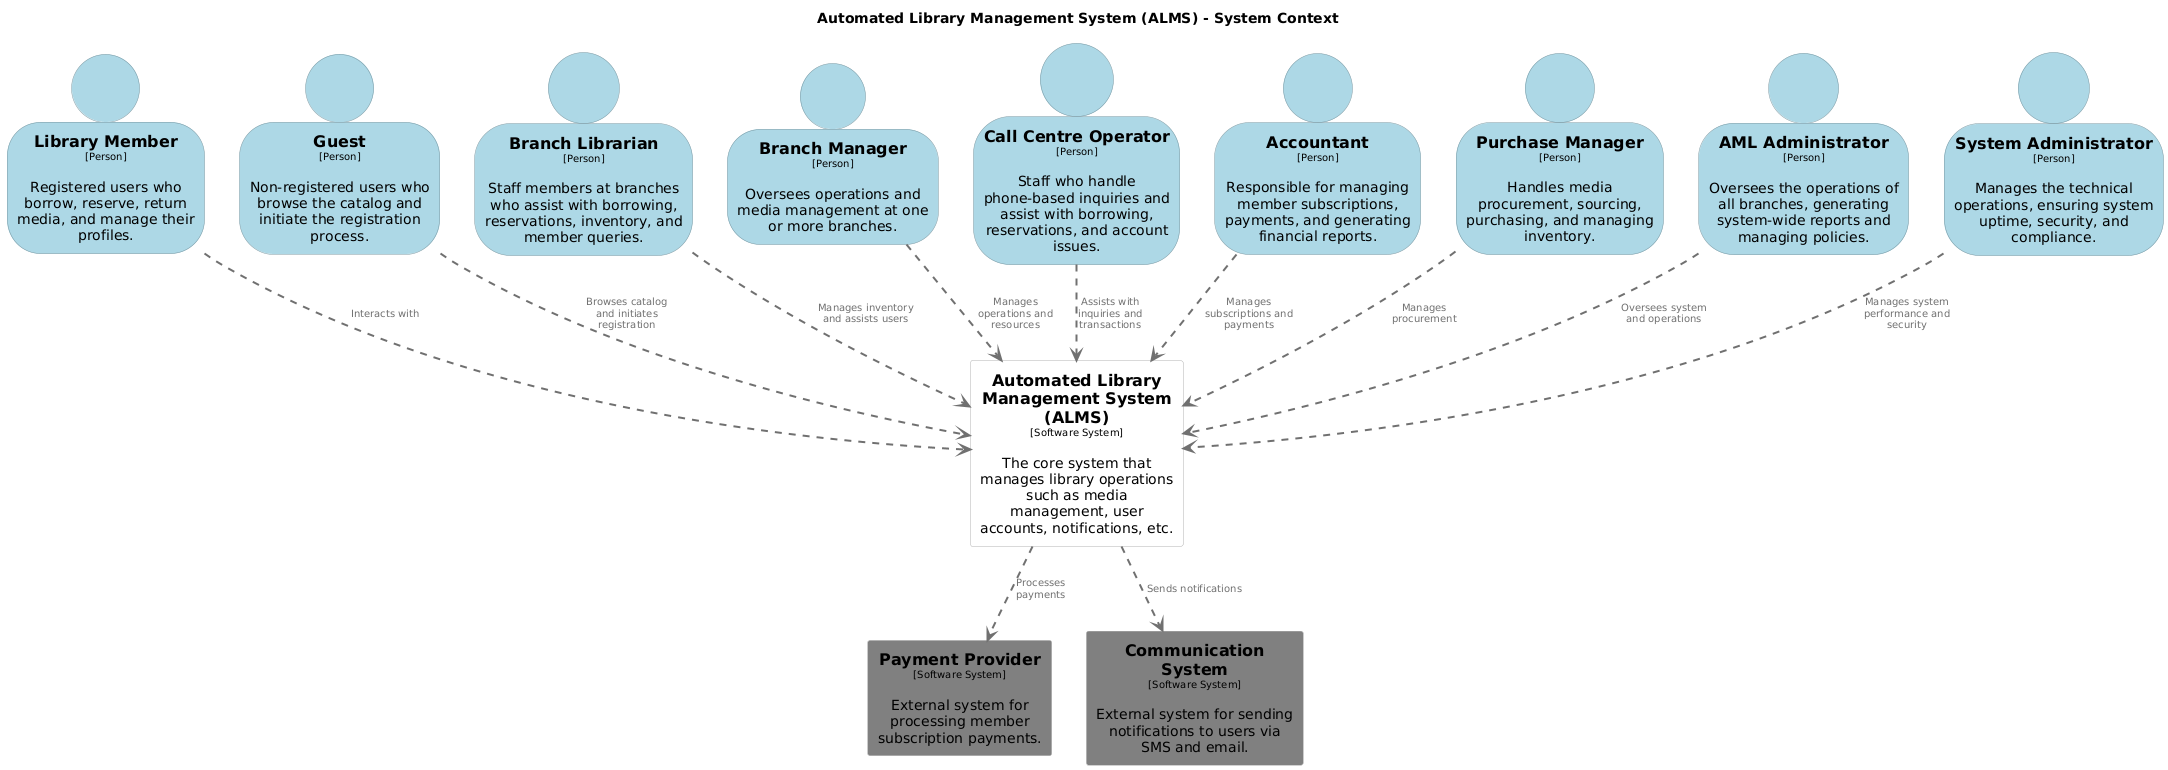 Automated Library Management System (ALMS) - System Context
Library Member
[Person]
Registered users who
borrow, reserve, return
media, and manage their
profiles.
Guest
[Person]
Non-registered users who
browse the catalog and
initiate the registration
process.
Branch Librarian
[Person]
Staff members at branches
who assist with borrowing,
reservations, inventory, and
member queries.
Branch Manager
[Person]
Oversees operations and
media management at one
or more branches.
Call Centre Operator
[Person]
Staff who handle
phone-based inquiries and
assist with borrowing,
reservations, and account
issues.
Accountant
[Person]
Responsible for managing
member subscriptions,
payments, and generating
financial reports.
Purchase Manager
[Person]
Handles media
procurement, sourcing,
purchasing, and managing
inventory.
AML Administrator
[Person]
Oversees the operations of
all branches, generating
system-wide reports and
managing policies.
System Administrator
[Person]
Manages the technical
operations, ensuring system
uptime, security, and
compliance.
Interacts with
Browses catalog
and initiates
registration
Manages inventory
and assists users
Manages
operations and
resources
Assists with
inquiries and
transactions
Manages
subscriptions and
payments
Manages
procurement
Oversees system
and operations
Manages system
performance and
security
Automated Library
Management System
(ALMS)
[Software System]
The core system that
manages library operations
such as media
management, user
accounts, notifications, etc.
Processes
payments
Sends notifications
Payment Provider
[Software System]
External system for
processing member
subscription payments.
Communication
System
[Software System]
External system for sending
notifications to users via
SMS and email.